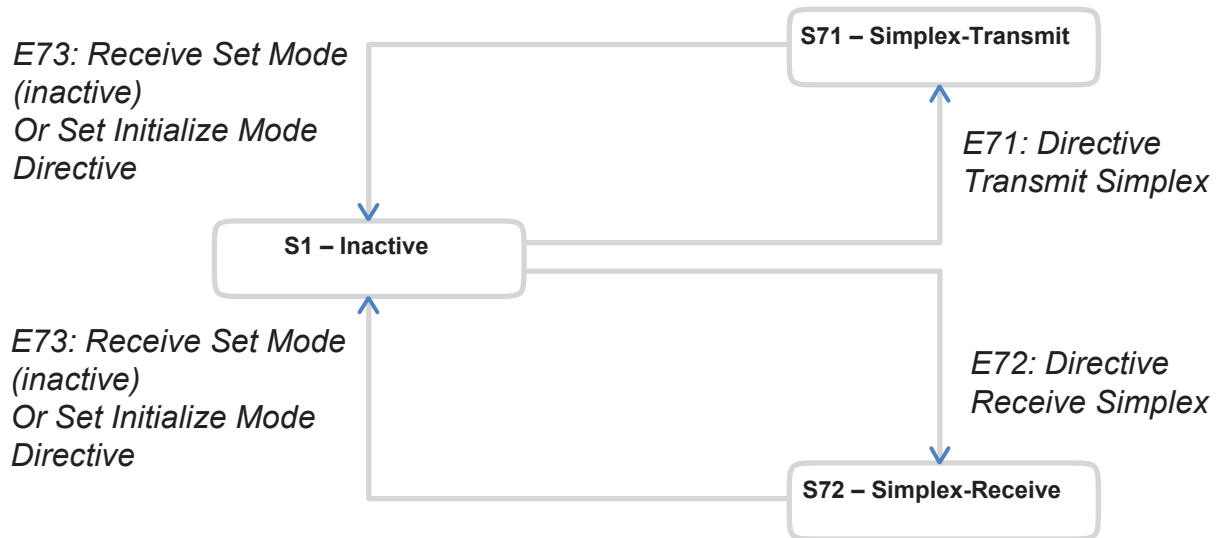 S71 – Simplex-Transmit
E73: Receive Set Mode
(inactive)
Or Set Initialize Mode
Directive
E71: Directive
Transmit Simplex
S1 – Inactive
E73: Receive Set Mode
(inactive)
Or Set Initialize Mode
Directive
E72: Directive
Receive Simplex
S72 – Simplex-Receive